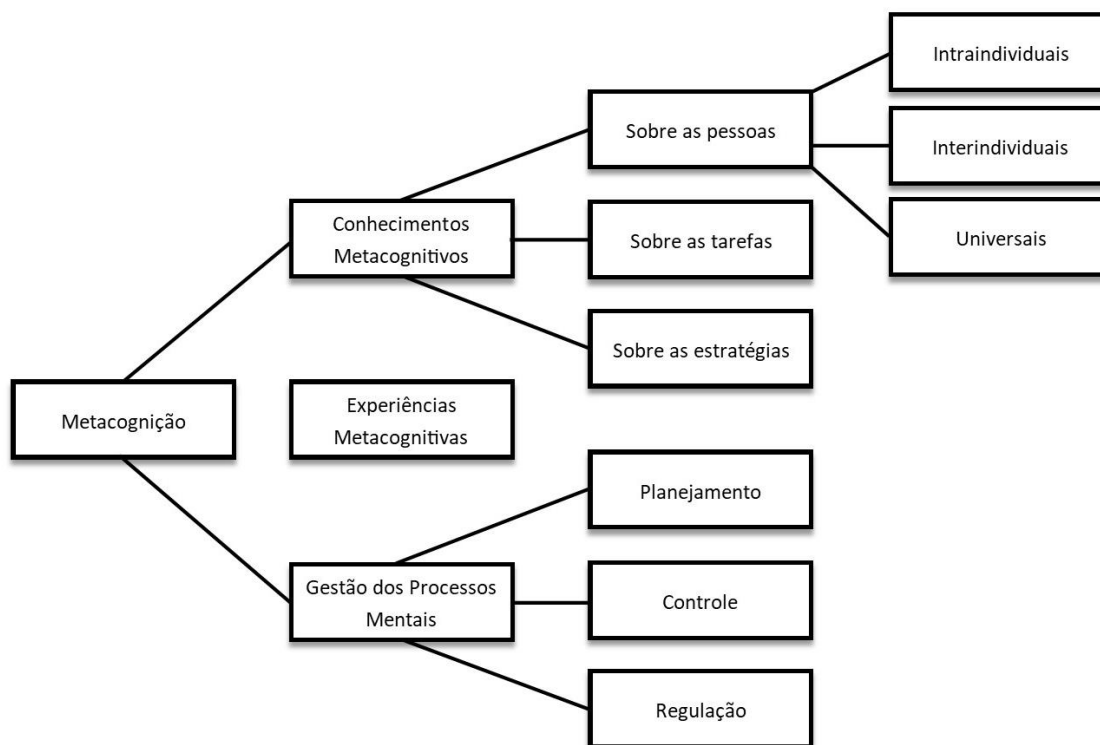 Intraindividuais
Sobre as pessoas
Interindividuais
Conhecimentos
Metacognitivos
Sobre as tarefas
Universais
Sobre as estratégias
Metacognição
Experiências
Metacognitivas
Planejamento
Gestão dos Processos
Mentais
Controle
Regulação